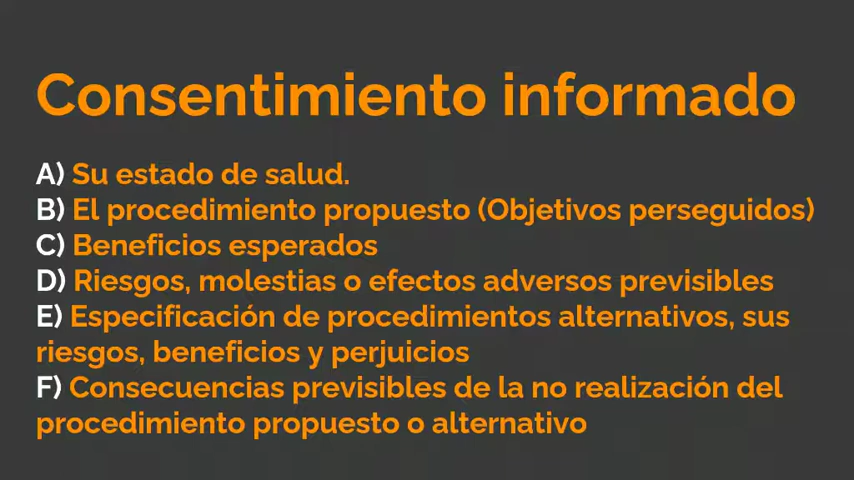 Consentimiento informado
A) Su estado de salud.
B) El procedimiento propuesto (Objetivos perseguidos)
C) Beneficios esperados
D) Riesgos, molestias o efectos adversos previsibles
E) Especificación de procedimientos alternativos, sus
riesgos, beneficios y perjuicios
F) Consecuencias previsibles de la no realización del
procedimiento propuesto o alternativo